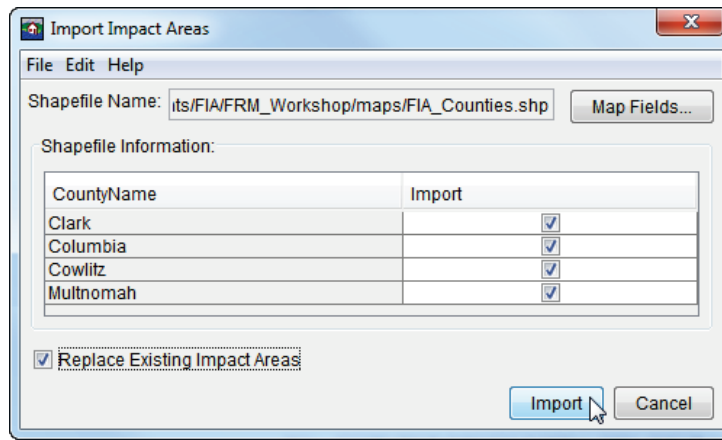 Import Impact Areas
File Edit Help
Shapefile Name: its/FIA/FRM_Workshop/maps/FIA_Counties.shp Map Fields...
Shapefile Information:
CountyName Import
Clark
Columbia
Cowlitz
Multnomah
Replace Existing Impact Areas
Import Cancel